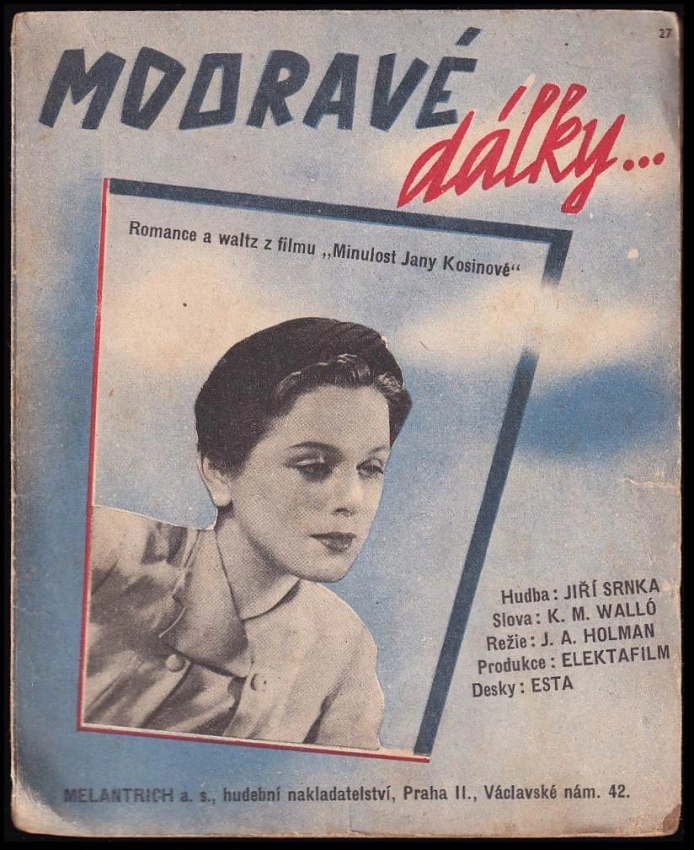 27
MODRAVÉ
dálky...
Romance a waltz z filmu „Minulost Jany Kosinové“
Hudba: JIŘÍ SRNKA
Slova: K. M. WALLÓ
Režie: J. A. HOLMAN
Produkce: ELEKTAFILM
Desky: ESTA
MELANTRICH a. s., hudební nakladatelství, Praha II., Václavské nám. 42.